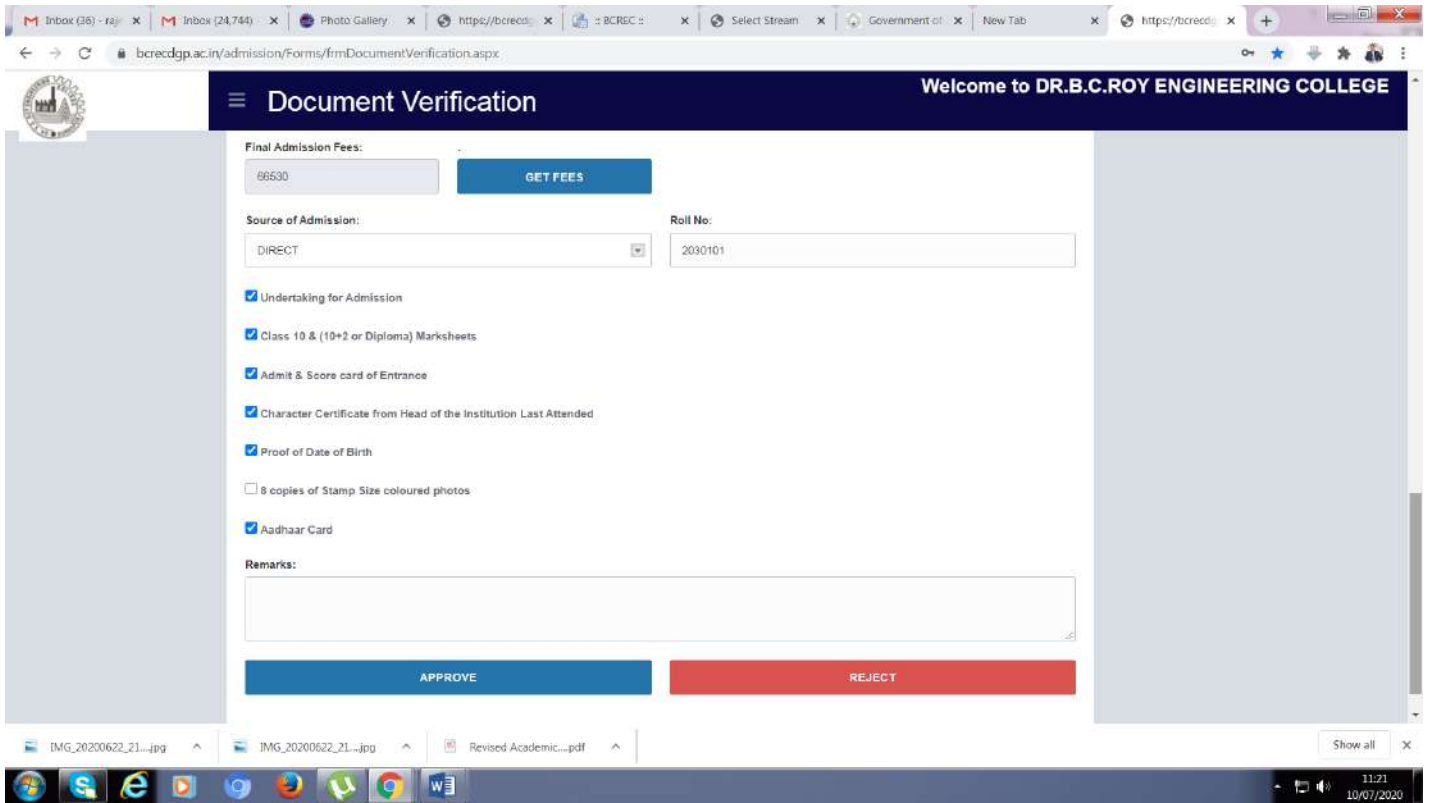 Inbox (36) - raj
Inbox (24,744)
Photo Gallery
https://bcrecdg
:: BCREC ::
Select Stream
Government of
New Tab
https://bcrecdg
bcrecdgp.ac.in/admission/Forms/frmDocumentVerification.aspx
Document Verification
Welcome to DR.B.C.ROY ENGINEERING COLLEGE
Final Admission Fees:
.
66530
GET FEES
Source of Admission:
Roll No:
DIRECT
2030101
Undertaking for Admission
Class 10 & (10+2 or Diploma) Marksheets
Admit & Score card of Entrance
Character Certificate from Head of the Institution Last Attended
Proof of Date of Birth
8 copies of Stamp Size coloured photos
Aadhaar Card
Remarks:
APPROVE
REJECT
IMG_20200622_21....jpg
IMG_20200622_21....jpg
Revised Academic....pdf
Show all
11:21
10/07/2020